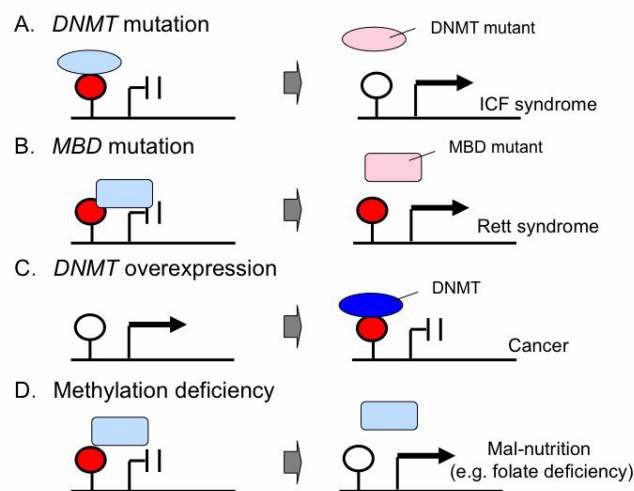 A. DNMT mutation
DNMT mutant
ICF syndrome
B. MBD mutation
MBD mutant
Rett syndrome
C. DNMT overexpression
DNMT
Cancer
D. Methylation deficiency
Mal-nutrition
(e.g. folate deficiency)